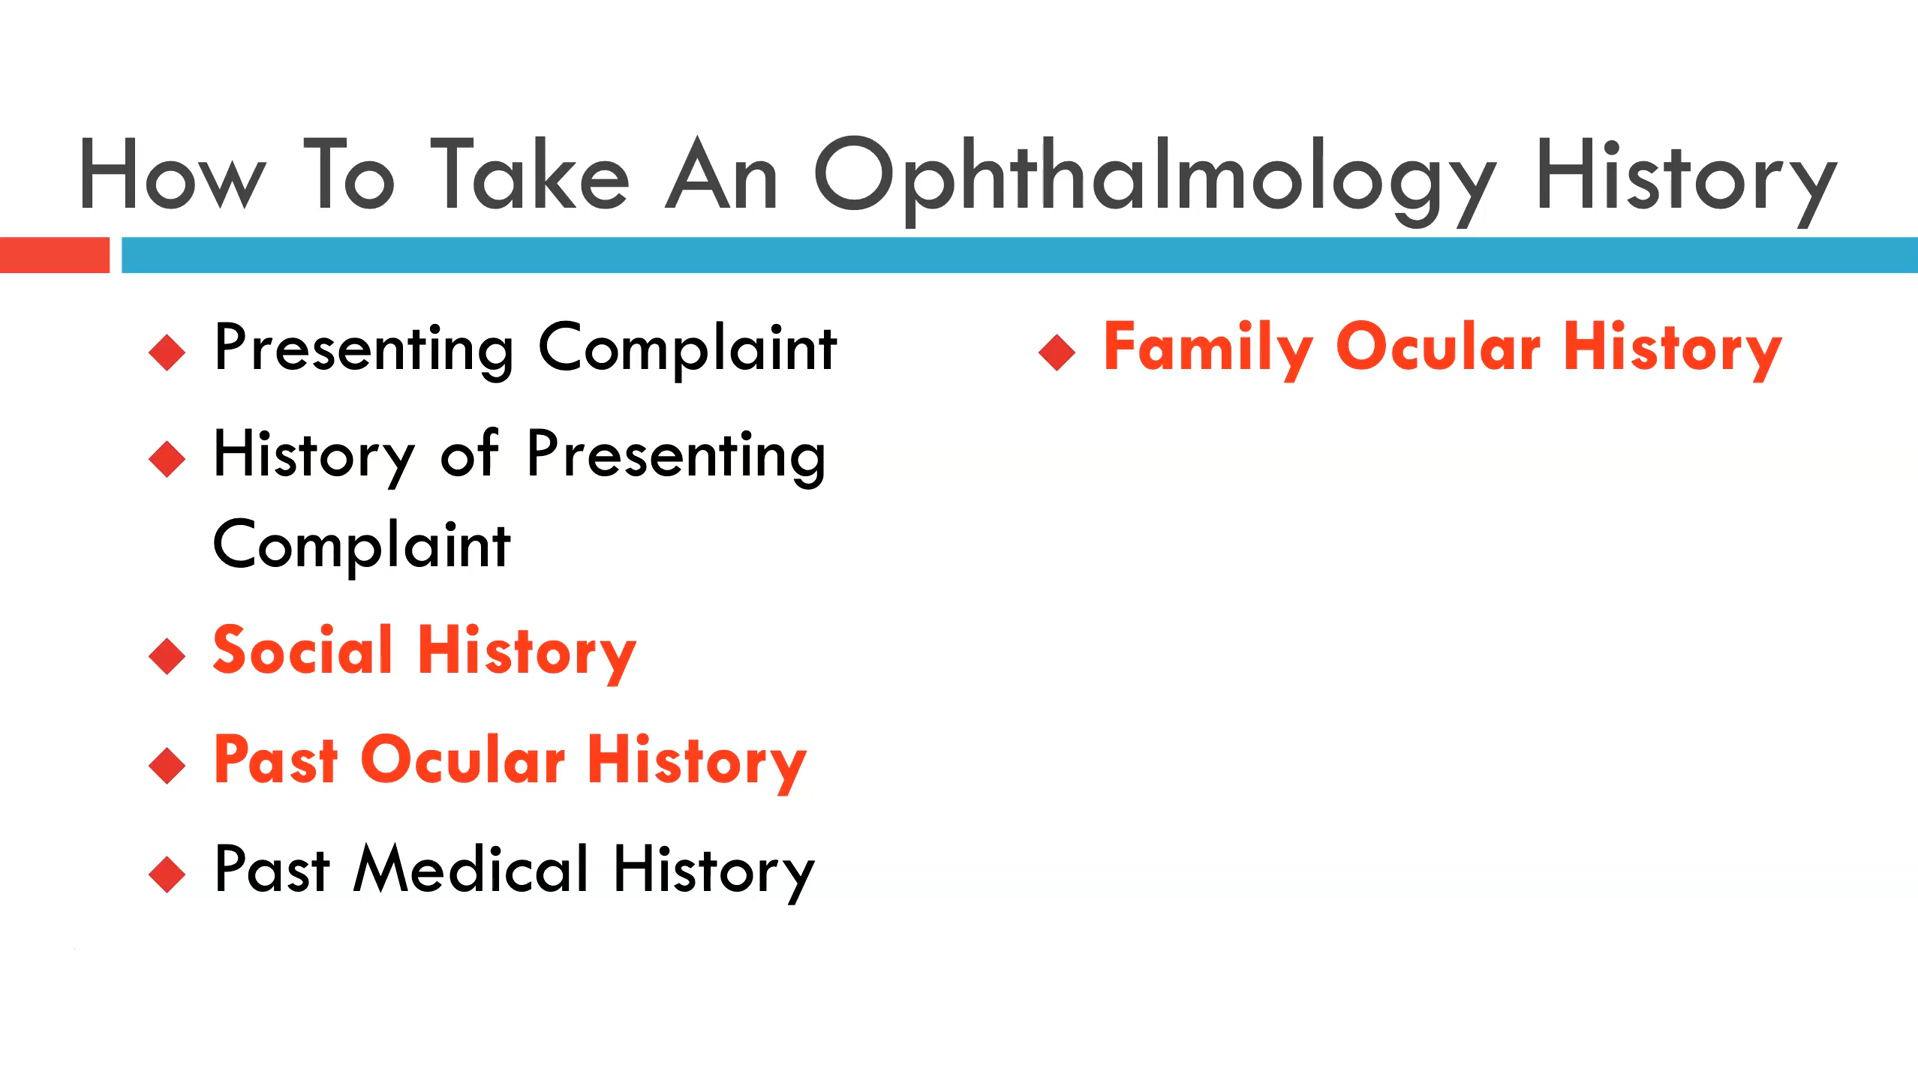 How To Take An Ophthalmology History
Presenting Complaint
History of Presenting
Complaint
Social History
Past Ocular History
Past Medical History
Family Ocular History